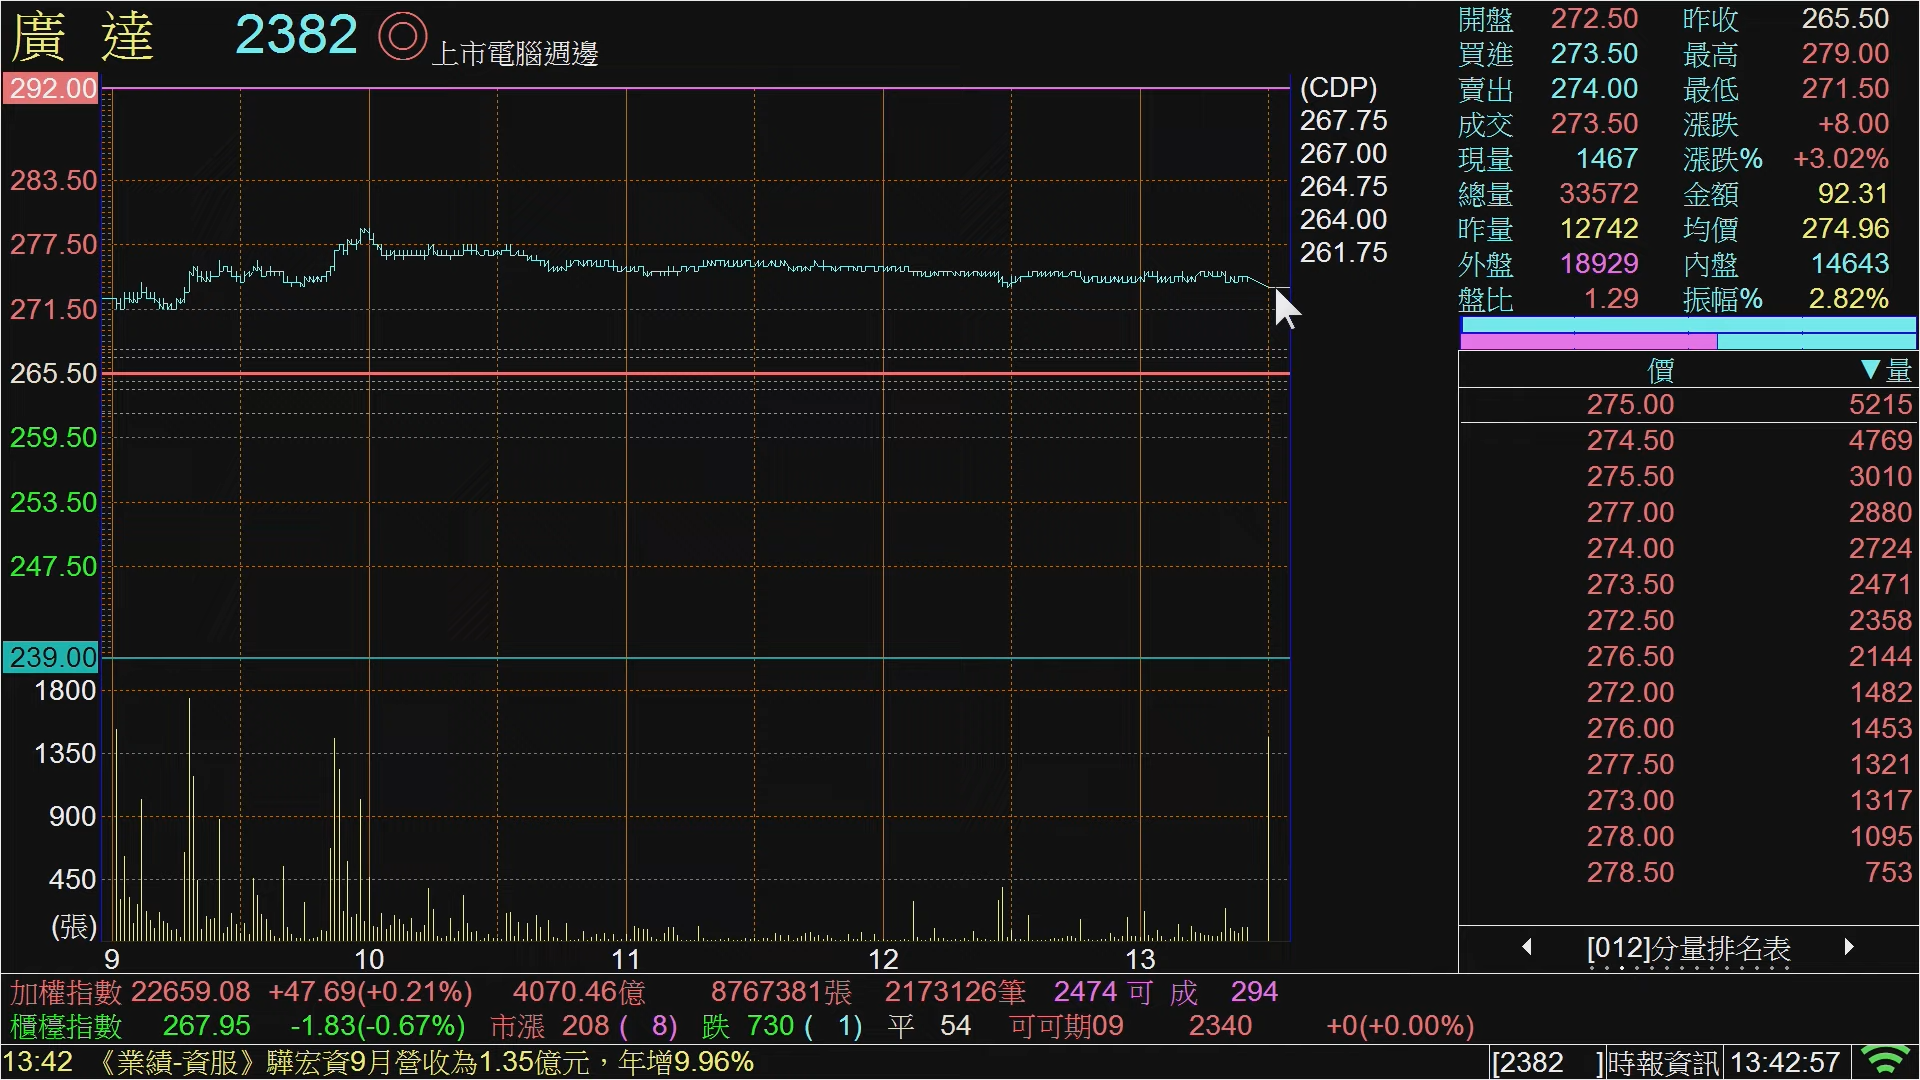 廣達 2382 上市電腦週邊
292.00
283.50
277.50
271.50
265.50
259.50
253.50
247.50
239.00
1800
1350
900
450
(張)
9 10 11 12 13
(CDP)
267.75
267.00
264.75
264.00
261.75
開盤 272.50 昨收 265.50
買進 273.50 最高 279.00
賣出 274.00 最低 271.50
成交 273.50 漲跌 +8.00
現量 1467 漲跌% +3.02%
總量 33572 金額 92.31
昨量 12742 均價 274.96
外盤 18929 內盤 14643
盤比 1.29 振幅% 2.82%
價 ▼量
275.00 5215
274.50 4769
275.50 3010
277.00 2880
274.00 2724
273.50 2471
272.50 2358
276.50 2144
272.00 1482
276.00 1453
277.50 1321
273.00 1317
278.00 1095
278.50 753
[012]分量排名表
加權指數 22659.08 +47.69(+0.21%) 4070.46億 8767381張 2173126筆 2474 可 成 294
櫃檯指數 267.95 -1.83(-0.67%) 市漲 208 ( 8) 跌 730 ( 1) 平 54 可可期09 2340 +0(+0.00%)
13:42 《業績-資服》驊宏資9月營收為1.35億元，年增9.96% [2382 ]時報資訊 13:42:57